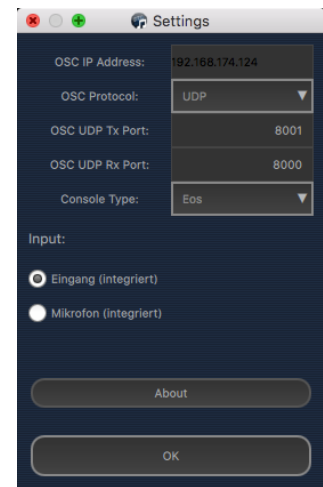 Settings
OSC IP Address: 192.168.174.124
OSC Protocol: UDP
OSC UDP Tx Port: 8001
OSC UDP Rx Port: 8000
Console Type: Eos
Input:
Eingang (integriert)
Mikrofon (integriert)
About
OK